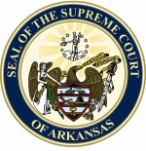 SEAL OF THE SUPREME COURT
OF ARKANSAS